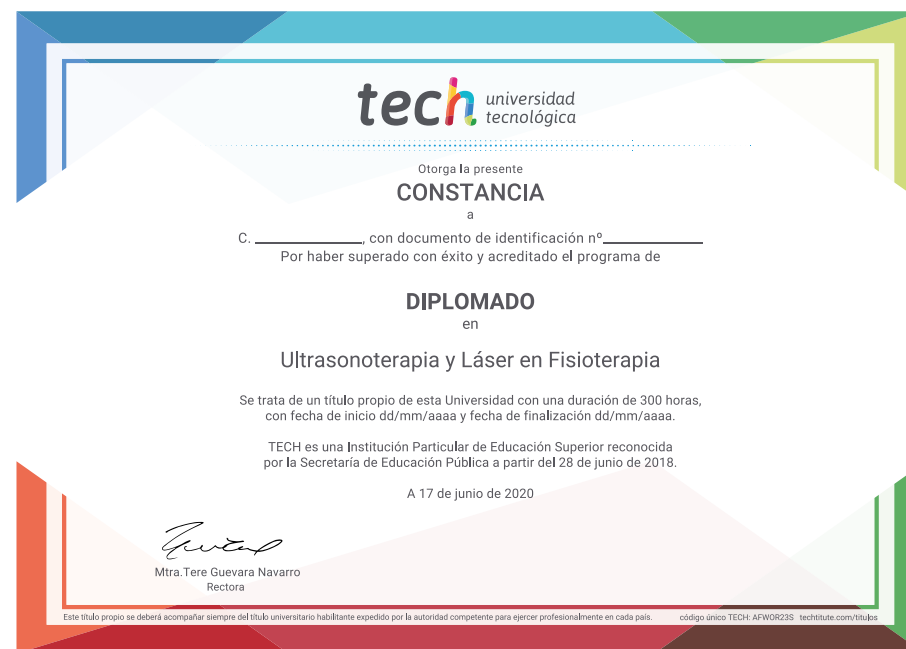 tech universidad
tecnológica
Otorga la presente
CONSTANCIA
a
C. ____________, con documento de identificación nº____________
Por haber superado con éxito y acreditado el programa de
DIPLOMADO
en
Ultrasonoterapia y Láser en Fisioterapia
Se trata de un título propio de esta Universidad con una duración de 300 horas,
con fecha de inicio dd/mm/aaaa y fecha de finalización dd/mm/aaaa.
TECH es una Institución Particular de Educación Superior reconocida
por la Secretaría de Educación Pública a partir del 28 de junio de 2018.
A 17 de junio de 2020
Mtra.Tere Guevara Navarro
Rectora
Este título propio se deberá acompañar siempre del título universitario habilitante expedido por la autoridad competente para ejercer profesionalmente en cada país. código único TECH: AFWOR23S techtitute.com/titulos